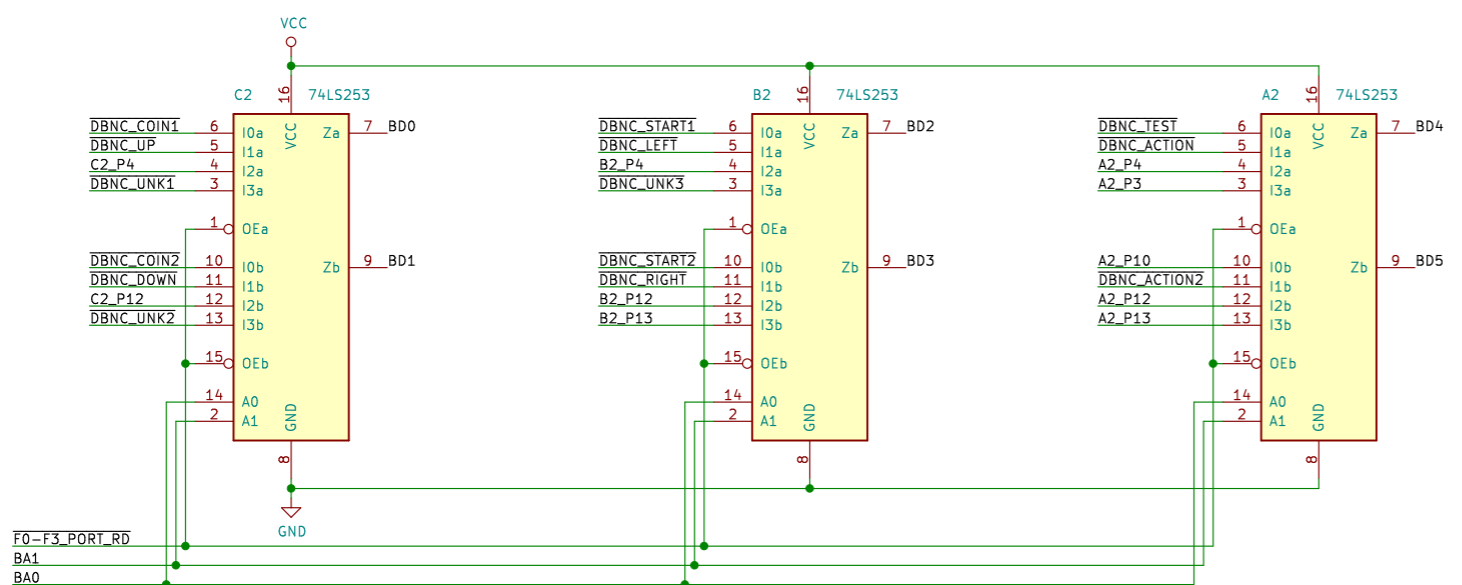 VCC
C2 16 74LS253 B2 16 74LS253 A2 16 74LS253
DBNC_COIN1 6 I0a VCC Za 7 BD0 DBNC_START1 6 I0a VCC Za 7 BD2 DBNC_TEST 6 I0a VCC Za 7 BD4
DBNC_UP 5 I1a DBNC_LEFT 5 I1a DBNC_ACTION 5 I1a
C2_P4 4 I2a B2_P4 4 I2a A2_P4 4 I2a
DBNC_UNK1 3 I3a DBNC_UNK3 3 I3a A2_P3 3 I3a
1 OEa 1 OEa 1 OEa
DBNC_COIN2 10 I0b Zb 9 BD1 DBNC_START2 10 I0b Zb 9 BD3 A2_P10 10 I0b Zb 9 BD5
DBNC_DOWN 11 I1b DBNC_RIGHT 11 I1b DBNC_ACTION2 11 I1b
C2_P12 12 I2b B2_P12 12 I2b A2_P12 12 I2b
DBNC_UNK2 13 I3b B2_P13 13 I3b A2_P13 13 I3b
15 OEb 15 OEb 15 OEb
14 A0 GND 14 A0 GND 14 A0 GND
2 A1 2 A1 2 A1
8 8 8
GND
F0-F3_PORT_RD
BA1
BA0